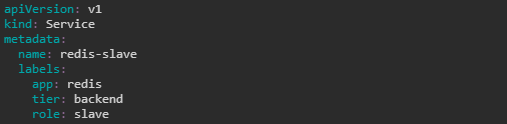 apiVersion: v1
kind: Service
metadata:
  name: redis-slave
  labels:
    app: redis
    tier: backend
    role: slave